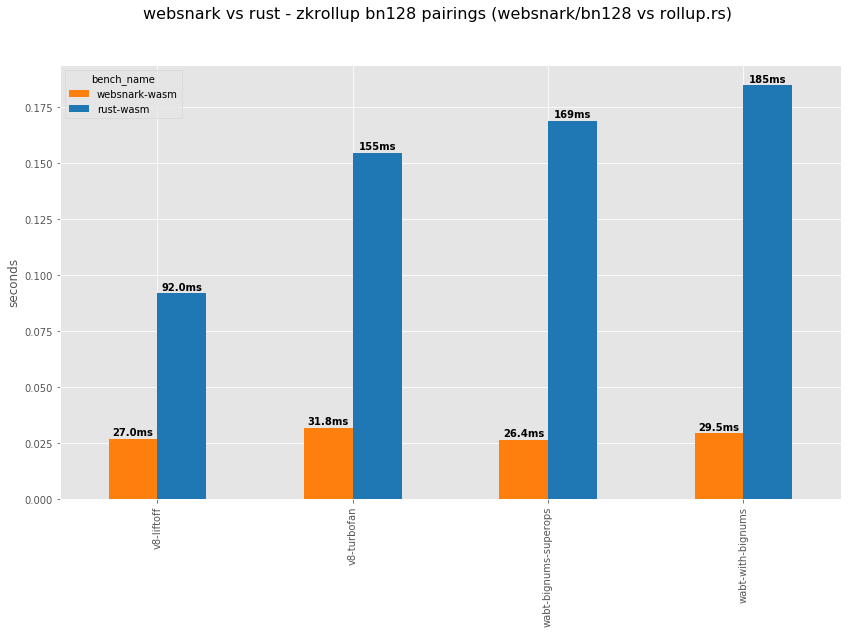 websnark vs rust - zkrollup bn128 pairings (websnark/bn128 vs rollup.rs)
bench_name
websnark-wasm
rust-wasm
seconds
0.175
0.150
0.125
0.100
0.075
0.050
0.025
0.000
27.0ms
92.0ms
31.8ms
155ms
26.4ms
169ms
29.5ms
185ms
v8-liftoff
v8-turbofan
wabt-bignums-superops
wabt-with-bignums